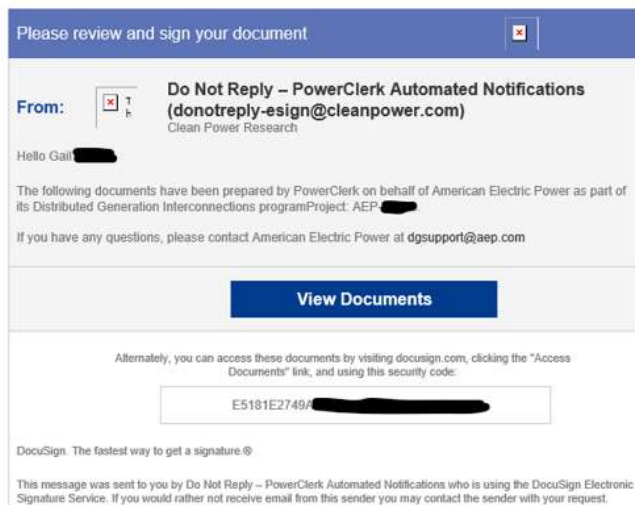 Please review and sign your document
Do Not Reply – PowerClerk Automated Notifications
From: (donotreply-esign@cleanpower.com)
Clean Power Research
Hello Gail
The following documents have been prepared by PowerClerk on behalf of American Electric Power as part of
its Distributed Generation Interconnections programProject: AEP-
If you have any questions, please contact American Electric Power at dgsupport@aep.com
View Documents
Alternately, you can access these documents by visiting docusign.com, clicking the "Access
Documents" link, and using this security code:
E5181E2749A
DocuSign. The fastest way to get a signature ®
This message was sent to you by Do Not Reply – PowerClerk Automated Notifications who is using the DocuSign Electronic
Signature Service. If you would rather not receive email from this sender you may contact the sender with your request.